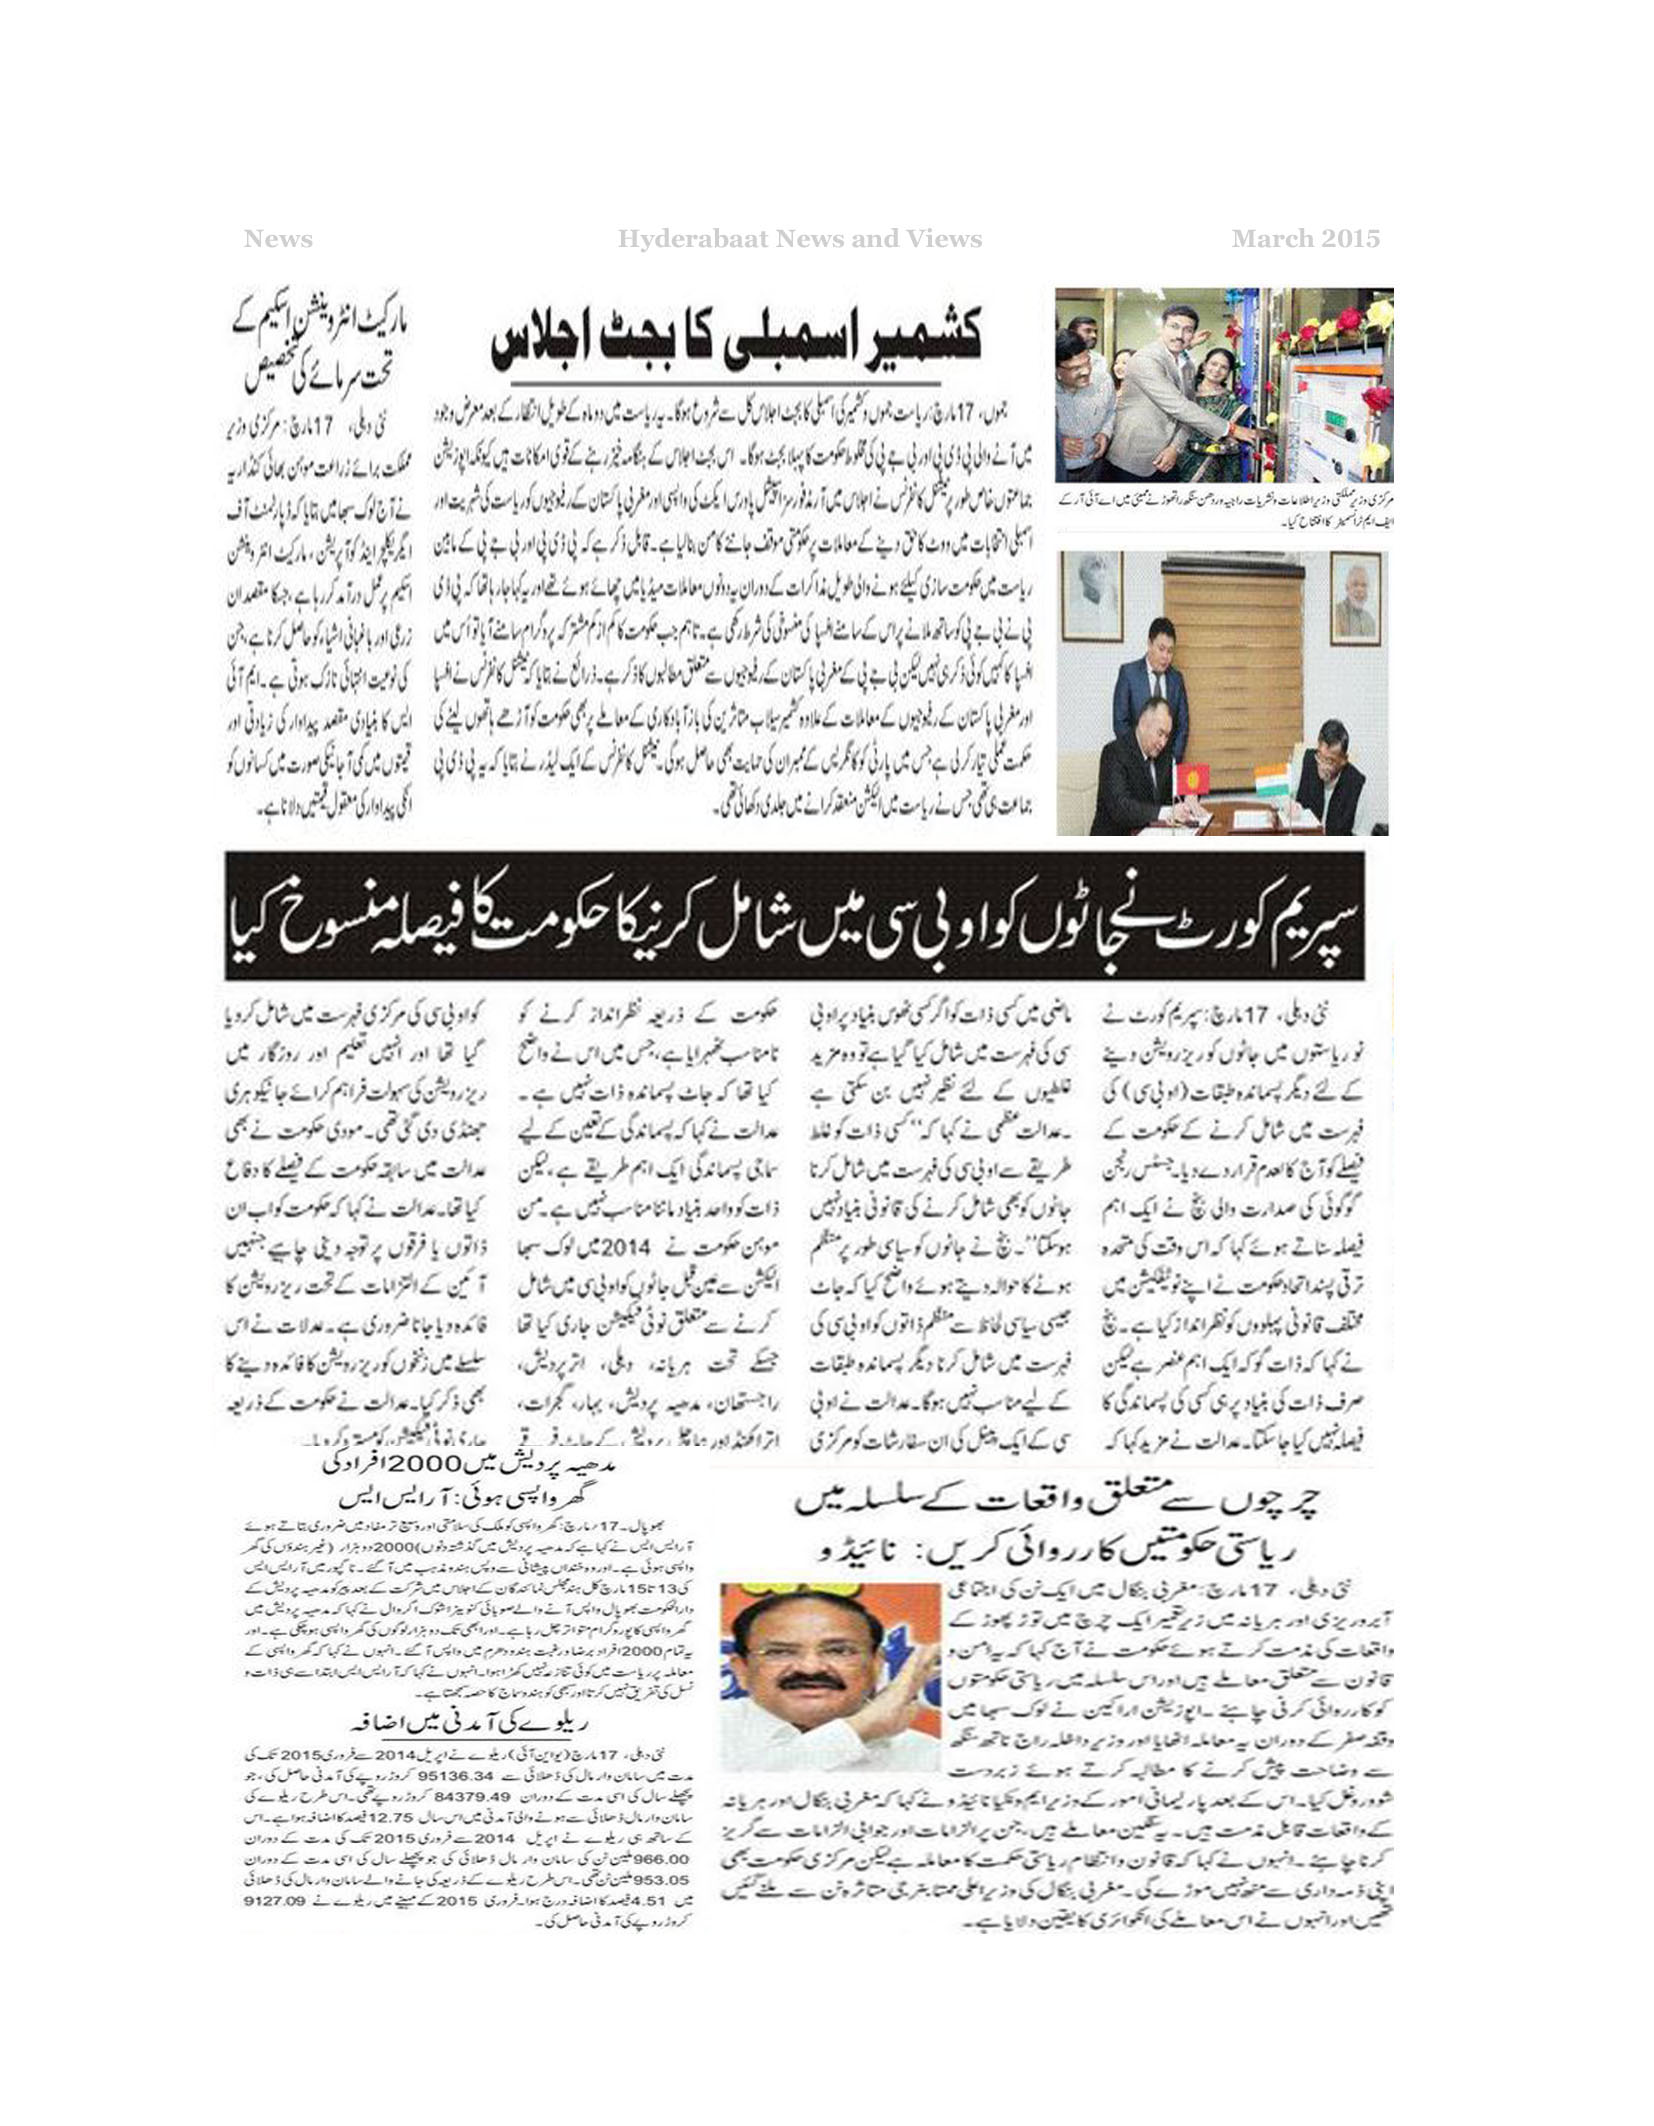 News
Hyderabaat News and Views
March 2015
مرکزی وزیر مملکتی وزیر اطلاعات و نشریات راجیہ وردھن سنگھ راٹھوڑ نے ممبئی میں اے آئی آر کے
ایف ایم ٹرانسمیٹر کا افتتاح کیا۔
کشمیر اسمبلی کا بجٹ اجلاس
جموں، 17 مارچ: ریاست جموں و کشمیر کی اسمبلی کا بجٹ اجلاس کل سے شروع ہوگا۔ یہ ریاست میں دو ماہ کے طویل انتظار کے بعد معرض وجود
میں آنے والی پی ڈی پی اور بی جے پی کی مخلوط حکومت کا پہلا بجٹ ہوگا۔ اس بجٹ اجلاس کے ہنگامہ خیز رہنے کے قوی امکانات ہیں کیونکہ اپوزیشن
جماعتوں خاص طور پر نیشنل کانفرنس نے اجلاس میں آرمڈ فورسز اسپیشل پاورس ایکٹ کی واپسی اور مغربی پاکستان کے رفیوجیوں کو ریاست کی شہریت اور
اسمبلی انتخابات میں ووٹ کا حق دینے کے معاملات پر حکومتی موقف جاننے کا من بنالیا ہے۔ قابل ذکر ہے کہ پی ڈی پی اور بی جے پی کے مابین
ریاست میں حکومت سازی کیلئے ہونے والی طویل مذاکرات کے دوران یہ دونوں معاملات میڈیا میں چھائے ہوئے تھے اور یہ کہا جارہا تھا کہ پی ڈی
پی نے بی جے پی کو ساتھ ملانے پر اس کے سامنے افسپا کی منسوخی کی شرط رکھی ہے۔ تاہم جب حکومت کا کم از کم مشترکہ پروگرام سامنے آیا تو اُس میں
افسپا کا کہیں کوئی ذکر ہی نہیں لیکن بی جے پی کے مغربی پاکستان کے رفیوجیوں سے متعلق مطالبوں کا ذکر ہے۔ ذرائع نے بتایا کہ نیشنل کانفرنس نے افسپا
اور مغربی پاکستان کے رفیوجیوں کے معاملات کے علاوہ کشمیر سیلاب متاثرین کی بازآبادکاری کے معاملے پر بھی حکومت کو آڑے ہاتھوں لینے کی
حکمت عملی تیار کرلی ہے جس میں پارٹی کو کانگریس کے ممبران کی حمایت بھی حاصل ہوگی۔ نیشنل کانفرنس کے ایک لیڈر نے بتایا کہ یہ پی ڈی پی
جماعت ہی تھی جس نے ریاست میں الیکشن منعقد کرانے میں جلدی دکھائی تھی۔
مارکیٹ انٹروینشن اسکیم کے
تحت سرمائے کی تخصیص
نئی دہلی، 17 مارچ: مرکزی وزیر
مملکت برائے زراعت موہن بھائی کنڈاریہ
نے آج لوک سبھا میں بتایا کہ ڈپارٹمنٹ آف
ایگریکلچر اینڈ کوآپریشن، مارکیٹ انٹروینشن
اسکیم پر عمل درآمد کررہا ہے، جسکا مقصد ان
زرعی اور باغبانی اشیاء کو حاصل کرنا ہے، جن
کی نوعیت انتہائی نازک ہوتی ہے۔ ایم آئی
ایس کا بنیادی مقصد پیداوار کی زیادتی اور
قیمتوں میں کمی آجانیکی صورت میں کسانوں کو
انکی پیداوار کی معقول قیمتیں دلانا ہے۔
سپریم کورٹ نے جاٹوں کو او بی سی میں شامل کرنیکا حکومت کا فیصلہ منسوخ کیا
نئی دہلی، 17 مارچ: سپریم کورٹ نے
نو ریاستوں میں جاٹوں کو ریزرویشن دینے
کے لئے دیگر پسماندہ طبقات (او بی سی) کی
فہرست میں شامل کرنے کے حکومت کے
فیصلے کو آج کالعدم قرار دے دیا۔ جسٹس رنجن
گوگوئی کی صدارت والی بنچ نے ایک اہم
فیصلہ سناتے ہوئے کہا کہ اس وقت کی متحدہ
ترقی پسند اتحاد حکومت نے اپنے نوٹیفکیشن میں
مختلف قانونی پہلوؤں کو نظر انداز کیا ہے۔ بنچ
نے کہا کہ ذات گو کہ ایک اہم عنصر ہے لیکن
صرف ذات کی بنیاد پر ہی کسی کی پسماندگی کا
فیصلہ نہیں کیا جاسکتا۔ عدالت نے مزید کہا کہ
ماضی میں کسی ذات کو اگر کسی ٹھوس بنیاد پر او بی
سی کی فہرست میں شامل کیا گیا ہے تو وہ مزید
غلطیوں کے لئے نظیر نہیں بن سکتی ہے
۔ عدالت عظمی نے کہا کہ ''کسی ذات کو غلط
طریقے سے او بی سی کی فہرست میں شامل کرنا
جاٹوں کو بھی شامل کرنے کی قانونی بنیاد نہیں
ہوسکتا''۔ بنچ نے جاٹوں کو سیاسی طور پر منظم
ہونے کا حوالہ دیتے ہوئے واضح کیا کہ جاٹ
جیسی سیاسی لحاظ سے منظم ذاتوں کو او بی سی کی
فہرست میں شامل کرنا دیگر پسماندہ طبقات
کے لیے مناسب نہیں ہوگا۔ عدالت نے او بی
سی کے ایک پینل کی ان سفارشات کو مرکزی
حکومت کے ذریعہ نظر انداز کرنے کو
نامناسب ٹھہرایا ہے، جس میں اس نے واضح
کیا تھا کہ جاٹ پسماندہ ذات نہیں ہے۔
عدالت نے کہا کہ پسماندگی کے تعین کے لیے
سماجی پسماندگی ایک اہم طریقے ہے، لیکن
ذات کو واحد بنیاد ماننا مناسب نہیں ہے۔ من
موہن حکومت نے 2014 میں لوک سبھا
الیکشن سے عین قبل جاٹوں کو او بی سی میں شامل
کرنے سے متعلق نوٹی فیکیشن جاری کیا تھا
جسکے تحت ہریانہ، دہلی، اتر پردیش،
راجستھان، مدھیہ پردیش، بہار، گجرات،
اتراکھنڈ اور ہماچل پردیش کے جاٹ فرقے
کو او بی سی کی مرکزی فہرست میں شامل کردیا
گیا تھا اور انہیں تعلیم اور روزگار میں
ریزرویشن کی سہولت فراہم کرائے جانیکو ہری
جھنڈی دی گئی تھی۔ مودی حکومت نے بھی
عدالت میں سابقہ حکومت کے فیصلے کا دفاع
کیا تھا۔ عدالت نے کہا کہ حکومت کو اب ان
ذاتوں یا فرقوں پر توجہ دینی چاہیے جنہیں
آئین کے التزامات کے تحت ریزرویشن کا
فائدہ دیا جانا ضروری ہے۔ عدلات نے اس
سلسلے میں زنخوں کو ریزرویشن کا فائدہ دینے کا
بھی ذکر کیا۔ عدالت نے حکومت کے ذریعہ
جاری نوٹی فیکیشن کو مسترد کردیا۔
چرچوں سے متعلق واقعات کے سلسلہ میں
ریاستی حکومتیں کارروائی کریں: نائیڈو
نئی دہلی، 17 مارچ: مغربی بنگال میں ایک نن کی اجتماعی
آبروریزی اور ہریانہ میں زیر تعمیر ایک چرچ میں توڑ پھوڑ کے
واقعات کی مذمت کرتے ہوئے حکومت نے آج کہا کہ یہ امن و
قانون سے متعلق معاملے ہیں اور اس سلسلہ میں ریاستی حکومتوں
کو کارروائی کرنی چاہئے۔ اپوزیشن اراکین نے لوک سبھا میں
وقفہ صفر کے دوران یہ معاملہ اٹھایا اور وزیر داخلہ راج ناتھ سنگھ
سے وضاحت پیش کرنے کا مطالبہ کرتے ہوئے زبردست
شور و غل کیا۔ اس کے بعد پارلیمانی امور کے وزیر ایم وینکیا نائیڈو نے کہا کہ مغربی بنگال اور ہریانہ
کے واقعات قابل مذمت ہیں۔ یہ سنگین معاملے ہیں، جن پر الزامات اور جوابی الزامات سے گریز
کرنا چاہئے۔ انہوں نے کہا کہ قانون و انتظام ریاستی حکمت کا معاملہ ہے لیکن مرکزی حکومت بھی
اپنی ذمہ داری سے منھ نہیں موڑے گی۔ مغربی بنگال کی وزیر اعلی ممتا بنرجی متاثرہ نن سے ملنے گئیں
تھیں اور انہوں نے اس معاملے کی انکوائری کا یقین دلایا ہے۔
مدھیہ پردیش میں 2000 افراد کی
گھر واپسی ہوئی: آر ایس ایس
بھوپال۔ 17؍ مارچ: گھر واپسی کو ملک کی سلامتی اور وسیع تر مفاد میں ضروری بتاتے ہوئے
آر ایس ایس نے کہا ہے کہ مدھیہ پردیش میں گذشتہ دنوں) 2000 دو ہزار (غیر ہندوؤں کی گھر
واپسی ہوئی ہے۔ اور وہ خنداں پیشانی سے وپس ہندو مذہب میں آگئے۔ ناگپور میں آر ایس ایس
کی 13 تا 15 مارچ کل ہند مجلس نمائندگان کے اجلاس میں شرکت کے بعد پیر کو مدھیہ پردیش کے
دارالحکومت بھوپال واپس آنے والے صوبائی کنوینر اشوک اگروال نے کہا کہ مدھیہ پردیش میں
گھر واپسی کا پروگرام متواتر چل رہا ہے۔ اور ابھی تک دو ہزار لوگوں کی گھر واپسی ہوچکی ہے۔ اور
یہ تمام 2000 افراد برضا و رغبت ہندو دھرم میں واپس آگئے۔ انہوں نے کہا کہ گھر واپسی کے
معاملہ پر ریاست میں کوئی تنازعہ نہیں کھڑا ہوا۔ انہوں نے کہا کہ آر ایس ایس ابتدا سے ہی ذات و
نسل کی تفریق نہیں کرتا اور سبھی کو ہندو سماج کا حصہ سمجھتا ہے۔
ریلوے کی آمدنی میں اضافہ
نئی دہلی، 17 مارچ (یو این آئی) ریلوے نے اپریل 2014 سے فروری 2015 تک کی
مدت میں سامان وار مال کی ڈھلائی سے 95136.34 کروڑ روپے کی آمدنی حاصل کی، جو
پچھلے سال کی اسی مدت کے دوران 84379.49 کروڑ روپے تھی۔ اس طرح ریلوے کی
سامان وار مال ڈھلائی سے ہونے والی آمدنی میں اس سال 12.75 فیصد کا اضافہ ہوا ہے۔ اس
کے ساتھ ہی ریلوے نے اپریل 2014 سے فروری 2015 تک کی مدت کے دوران
966.00 ملین ٹن کی سامان وار مال ڈھلائی کی جو پچھلے سال کی اسی مدت کے دوران
953.05 ملین ٹن تھی۔ اس طرح ریلوے کے ذریعہ کی جانے والے سامان وار مال کی ڈھلائی
میں 4.51 فیصد کا اضافہ درج ہوا۔ فروری 2015 کے مہینے میں ریلوے نے 9127.09
کروڑ روپے کی آمدنی حاصل کی۔